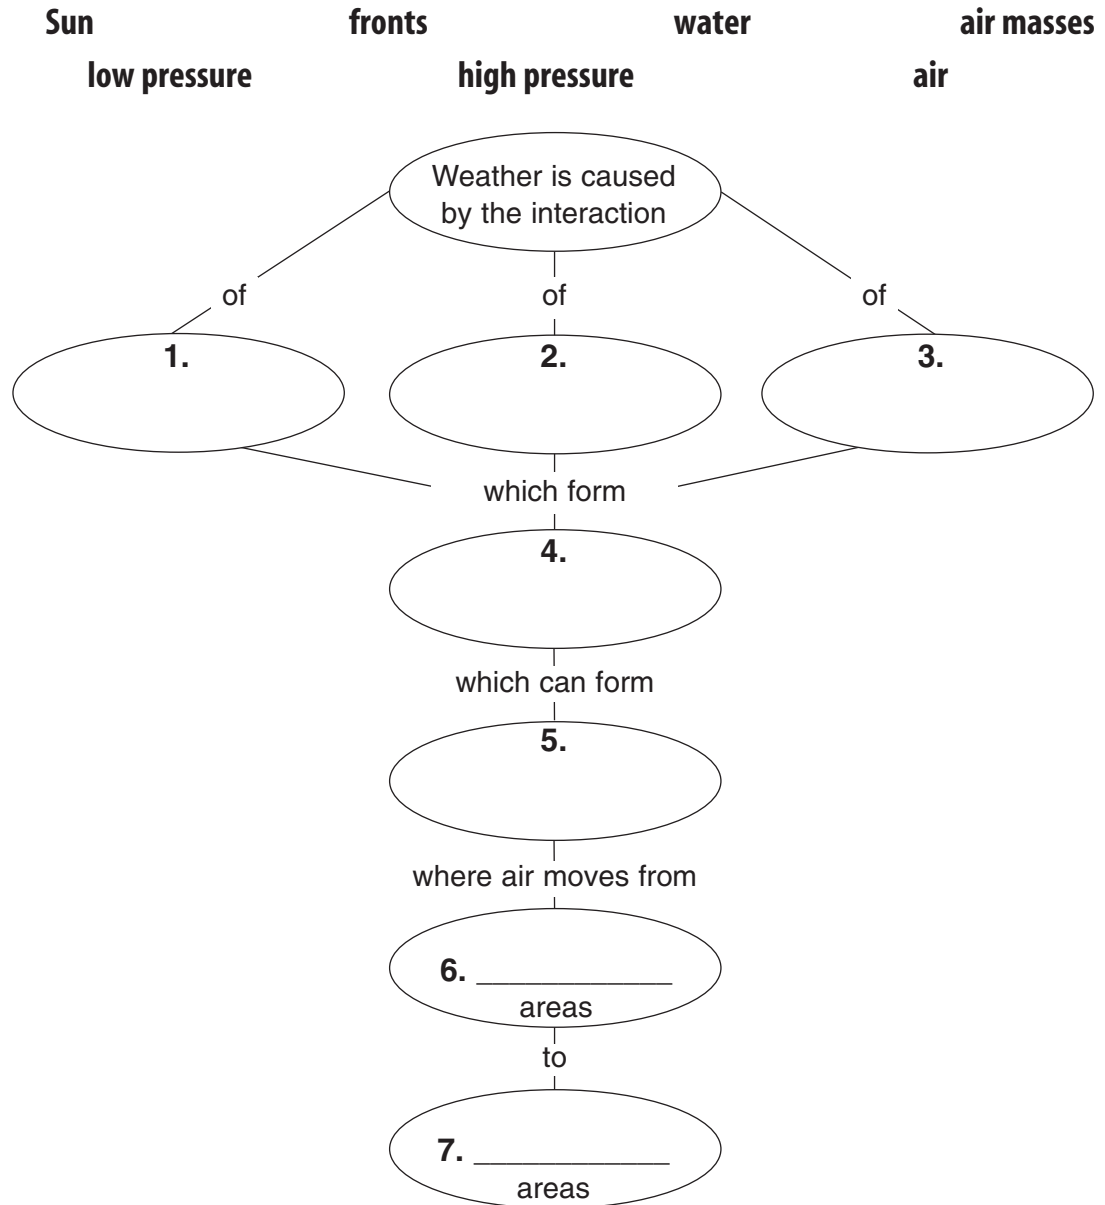 Sun fronts water air masses
low pressure high pressure air
Weather is caused
by the interaction
of of of
1. 2. 3.
which form
4.
which can form
5.
where air moves from
6. ____________
areas
to
7. ____________
areas